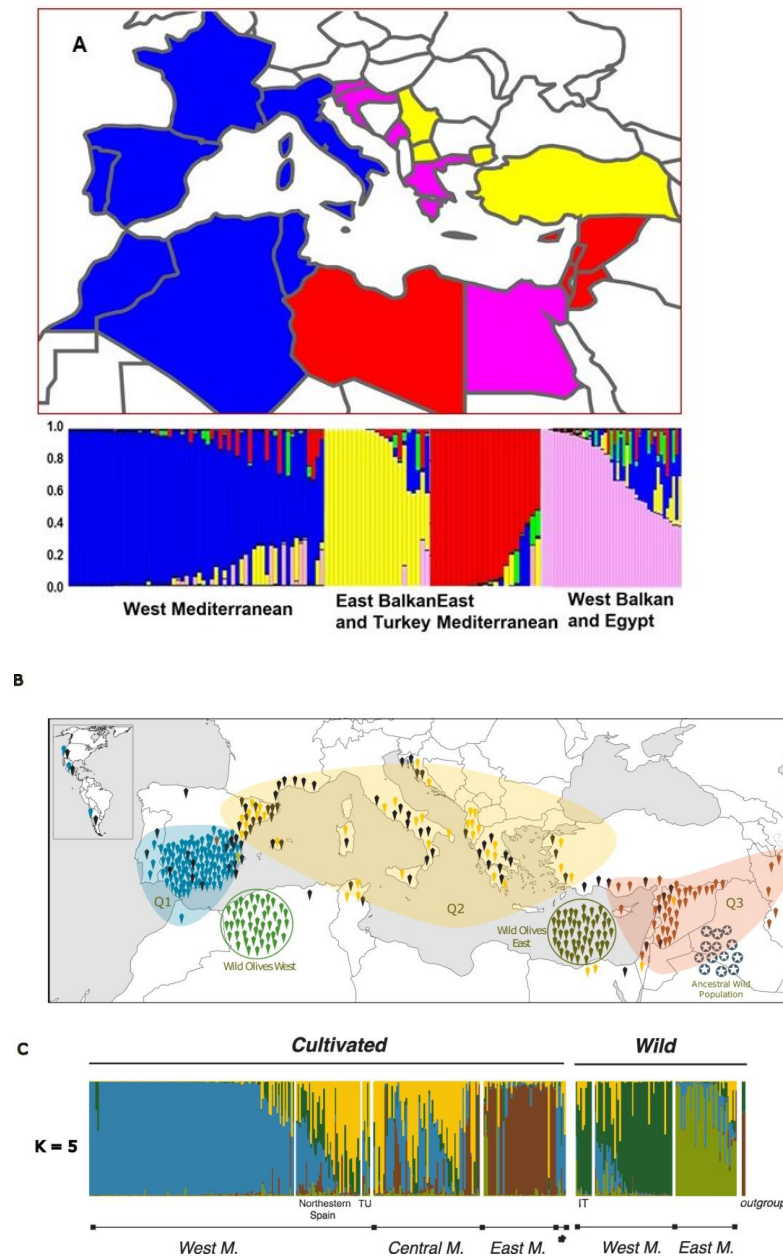 A
1.0
0.8
0.6
0.4
0.2
0.0
West Mediterranean
East Balkan
and Turkey
East
Mediterranean
West Balkan
and Egypt
B
Q1
Q2
Q3
Wild Olives West
Wild Olives
East
Ancestral Wild
Population
C
Cultivated
Wild
K = 5
Northeastern
Spain
TU
IT
outgroup
West M.
Central M.
East M.
*
West M.
East M.